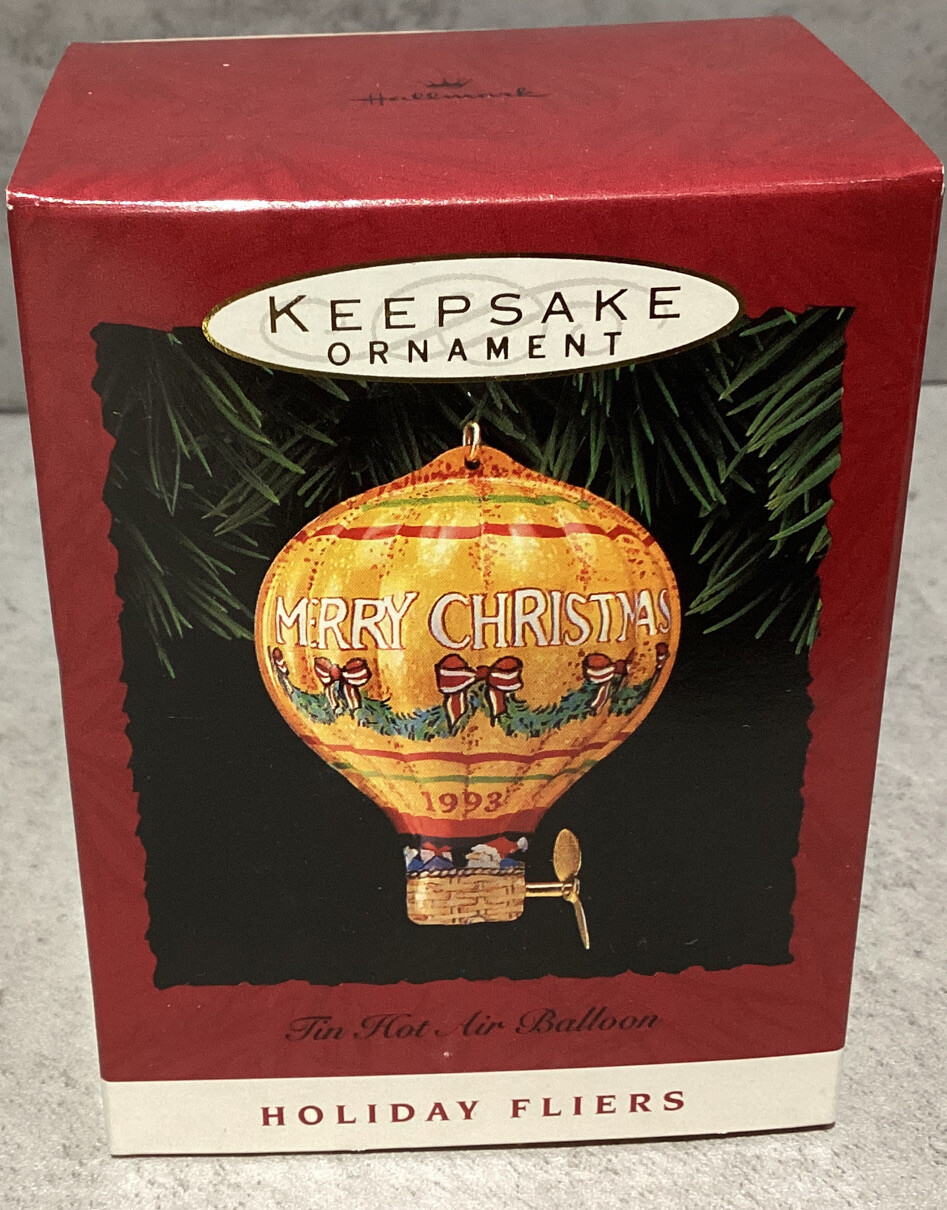 Hallmark
KEEPSAKE
ORNAMENT
MERRY CHRISTMAS
1993
Tin Hot Air Balloon
HOLIDAY FLIERS